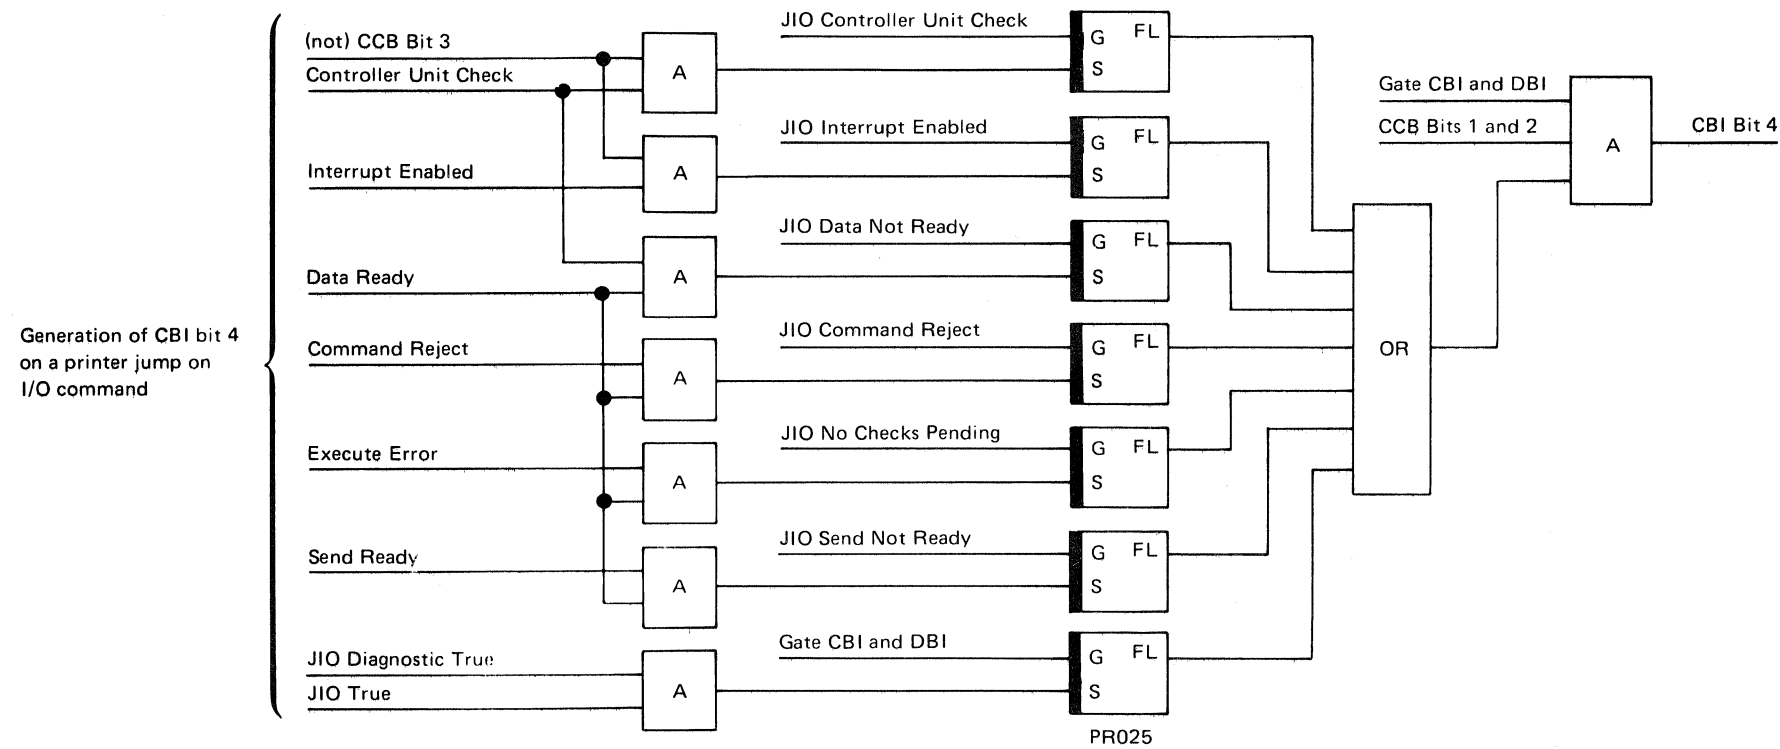 Generation of CBI bit 4
on a printer jump on
I/O command
(not) CCB Bit 3
Controller Unit Check
Interrupt Enabled
Data Ready
Command Reject
Execute Error
Send Ready
JIO Diagnostic True
JIO True
A
A
A
A
A
A
A
JIO Controller Unit Check
G FL
S
JIO Interrupt Enabled
G FL
S
JIO Data Not Ready
G FL
S
JIO Command Reject
G FL
S
JIO No Checks Pending
G FL
S
JIO Send Not Ready
G FL
S
Gate CBI and DBI
G FL
S
PR025
OR
Gate CBI and DBI
CCB Bits 1 and 2
A
CBI Bit 4